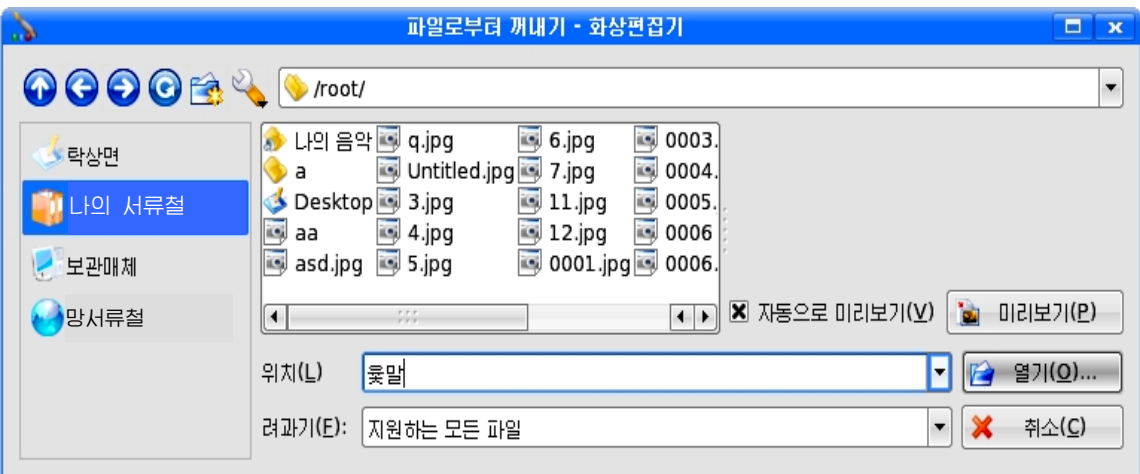 파일로부터 꺼내기 - 화상편집기
/root/
탁상면
나의 서류철
보관매체
망서류철
나의 음악 q.jpg 6.jpg 0003.
a Untitled.jpg 7.jpg 0004.
Desktop 3.jpg 11.jpg 0005.
aa 4.jpg 12.jpg 0006
asd.jpg 5.jpg 0001.jpg 0006.
자동으로 미리보기(V) 미리보기(P)
위치(L) 윷말 열기(O)...
려과기(F): 지원하는 모든 파일 취소(C)